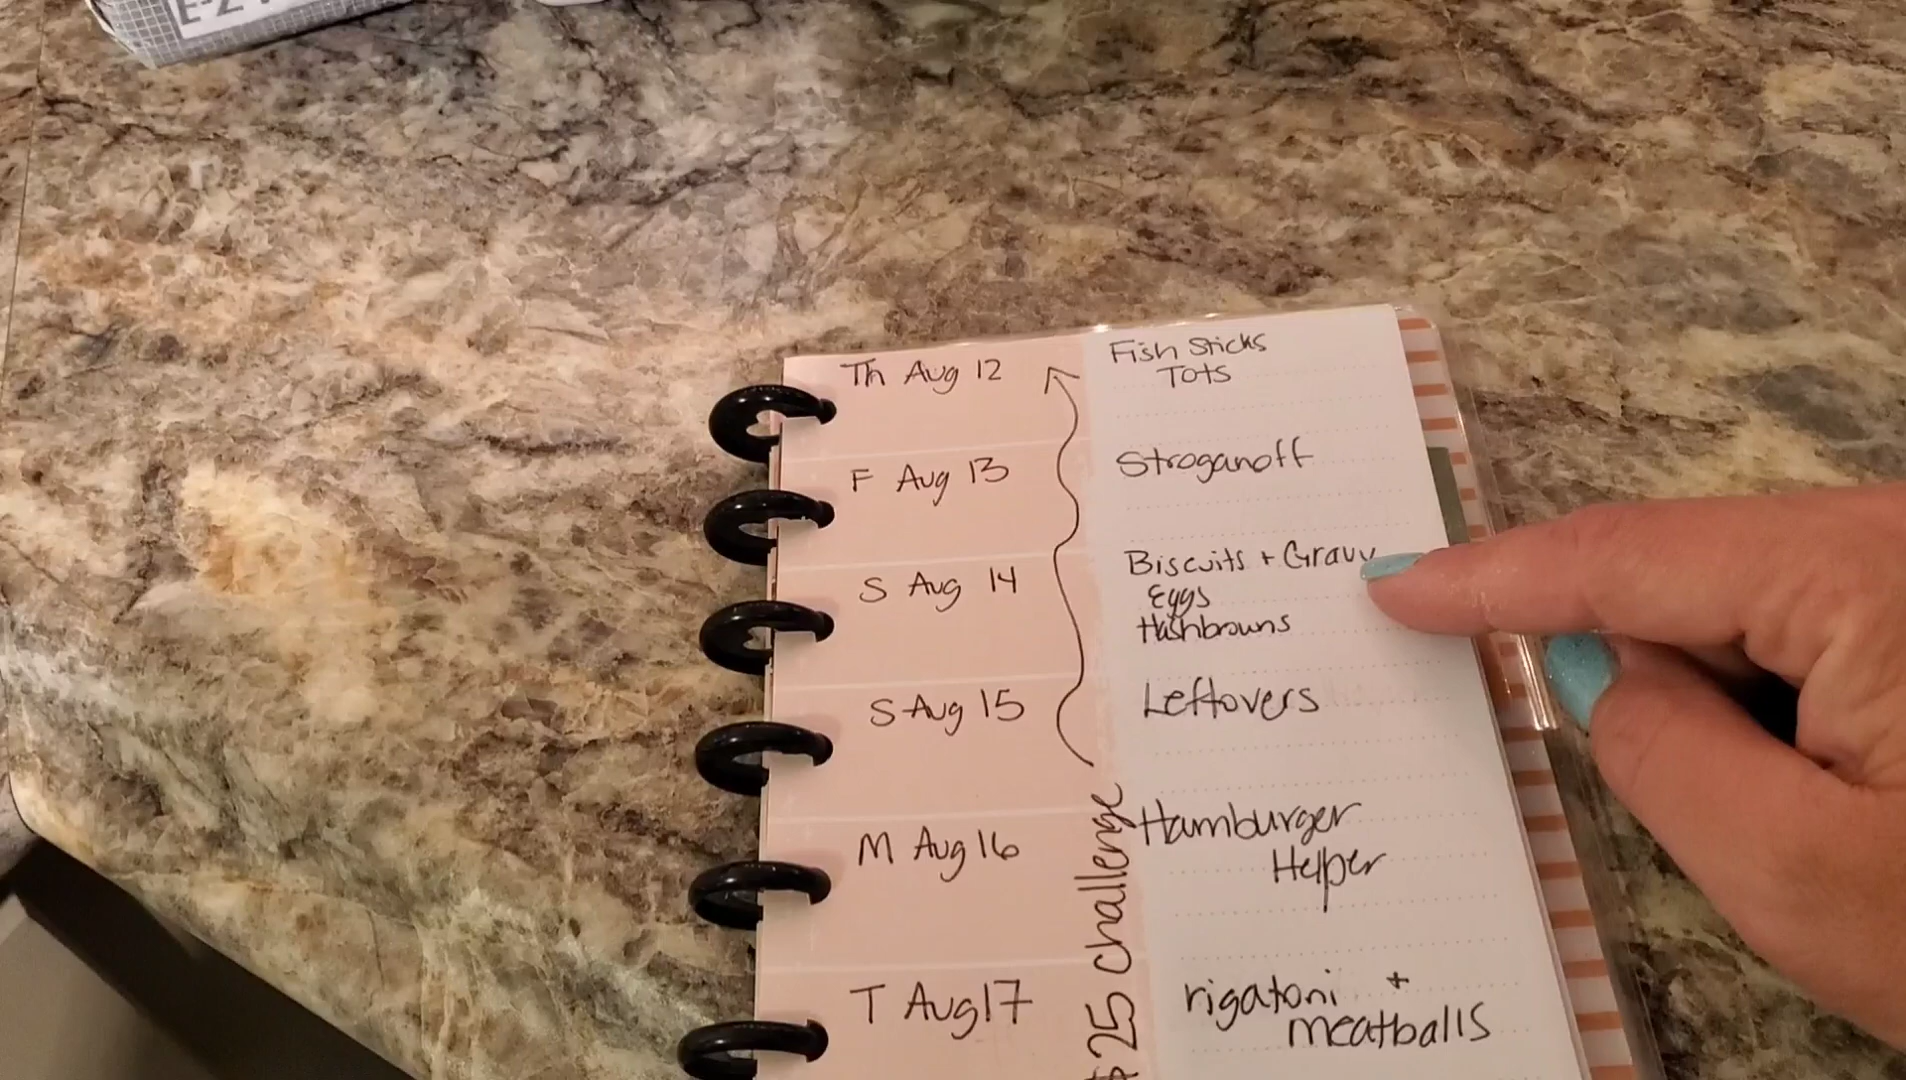 E-Z
Th Aug 12
Fish Sticks
Tots
F Aug 13
Stroganoff
S Aug 14
Biscuits + Gravy
Eggs
Hashbrowns
S Aug 15
Leftovers
M Aug 16
Hamburger
Helper
T Aug 17
rigatoni +
meatballs
$25 Challenge